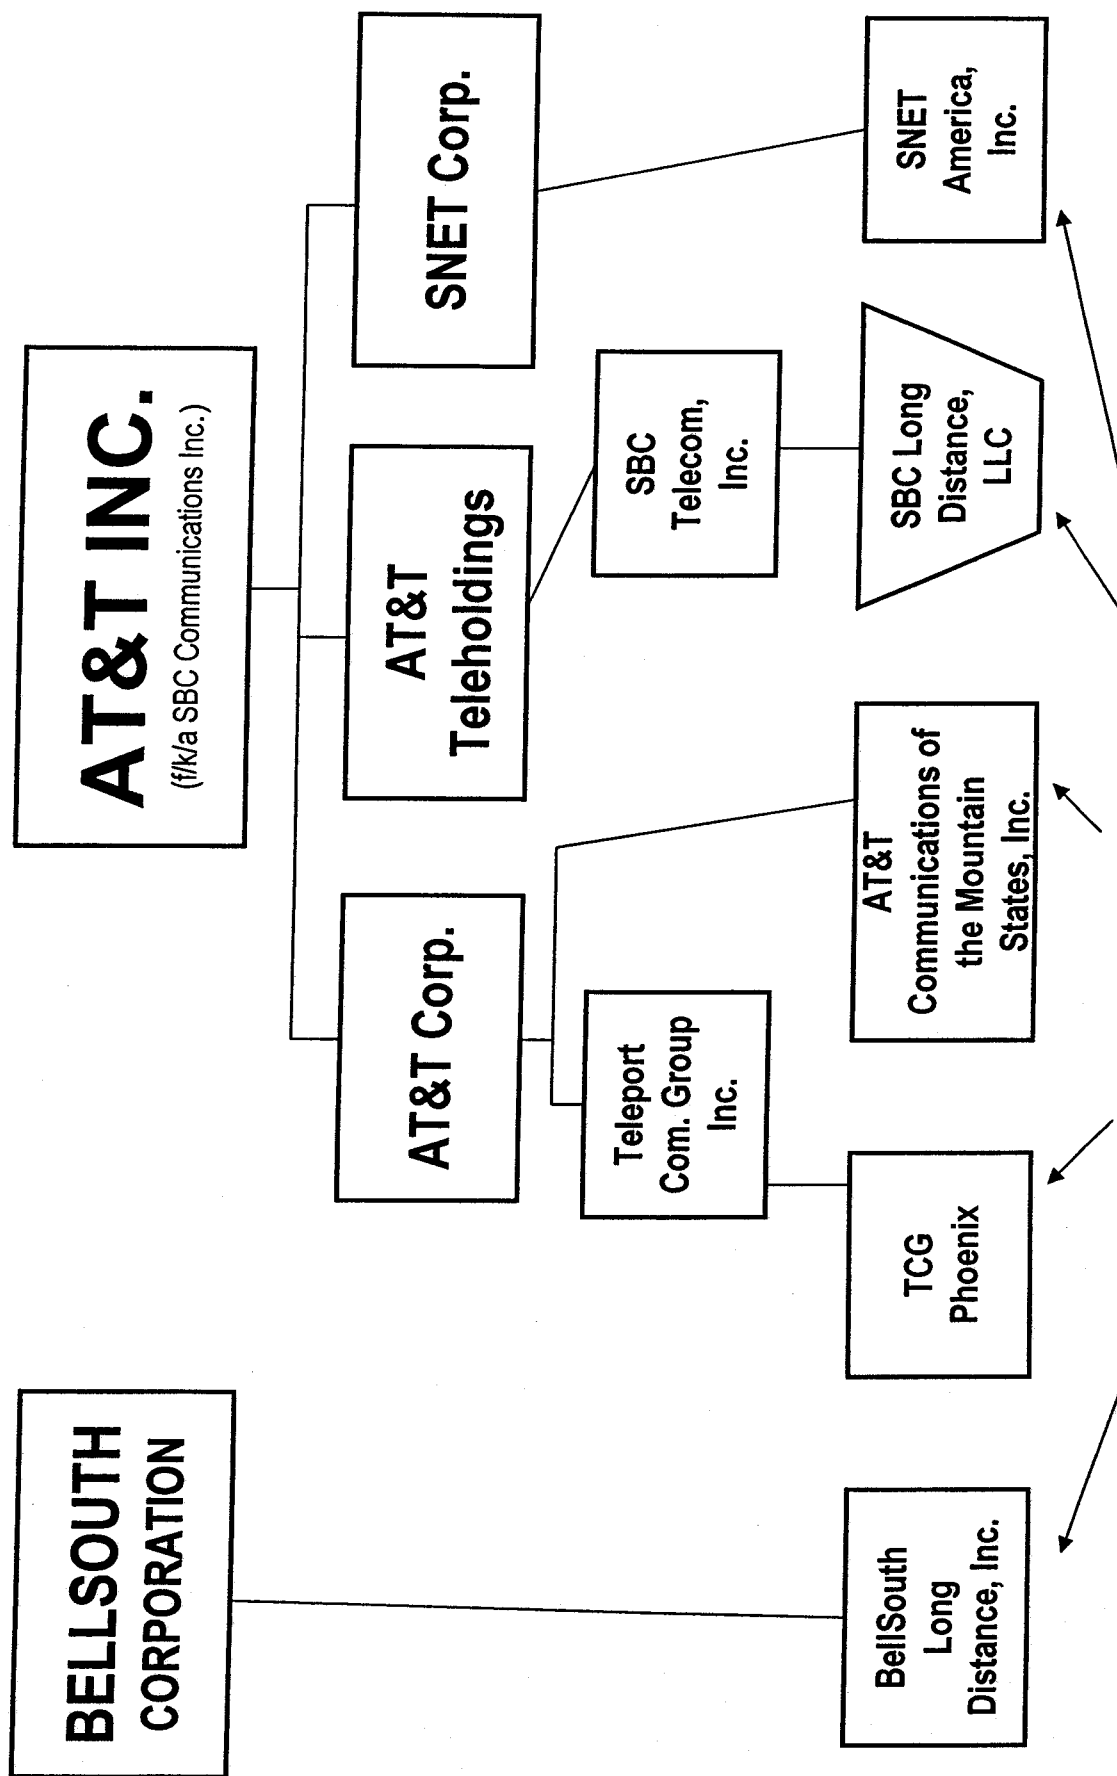 BELLSOUTH
CORPORATION
AT&T INC.
(f/k/a SBC Communications Inc.)
AT&T Corp.
AT&T
Teleholdings
SNET Corp.
Teleport
Com. Group
Inc.
SBC
Telecom,
Inc.
BellSouth
Long
Distance, Inc.
TCG
Phoenix
AT&T
Communications of
the Mountain
States, Inc.
SBC Long
Distance,
LLC
SNET
America,
Inc.